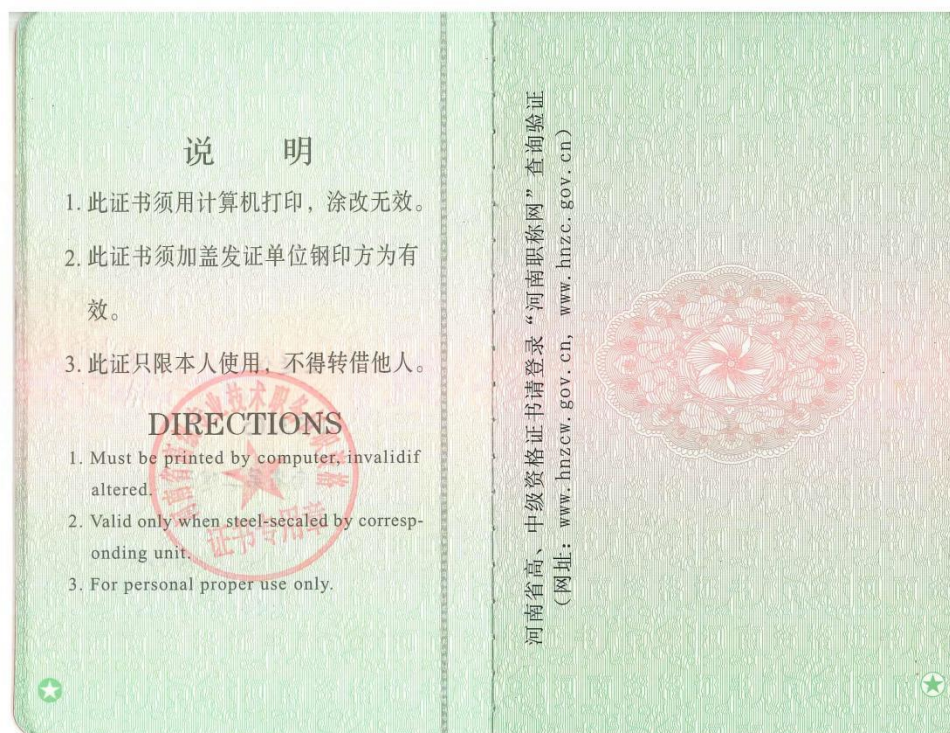 说 明
1. 此证书须用计算机打印，涂改无效。
2. 此证书须加盖发证单位钢印方为有
效。
3. 此证只限本人使用，不得转借他人。
DIRECTIONS
1. Must be printed by computer, invalidif
altered.
2. Valid only when steel-secaled by corresp-
onding unit.
3. For personal proper use only.
证书专用章
河南省高、中级资格证书请登录“河南职称网”查询验证
(网址：www.hnzcw.gov.cn, www.hnzc.gov.cn)